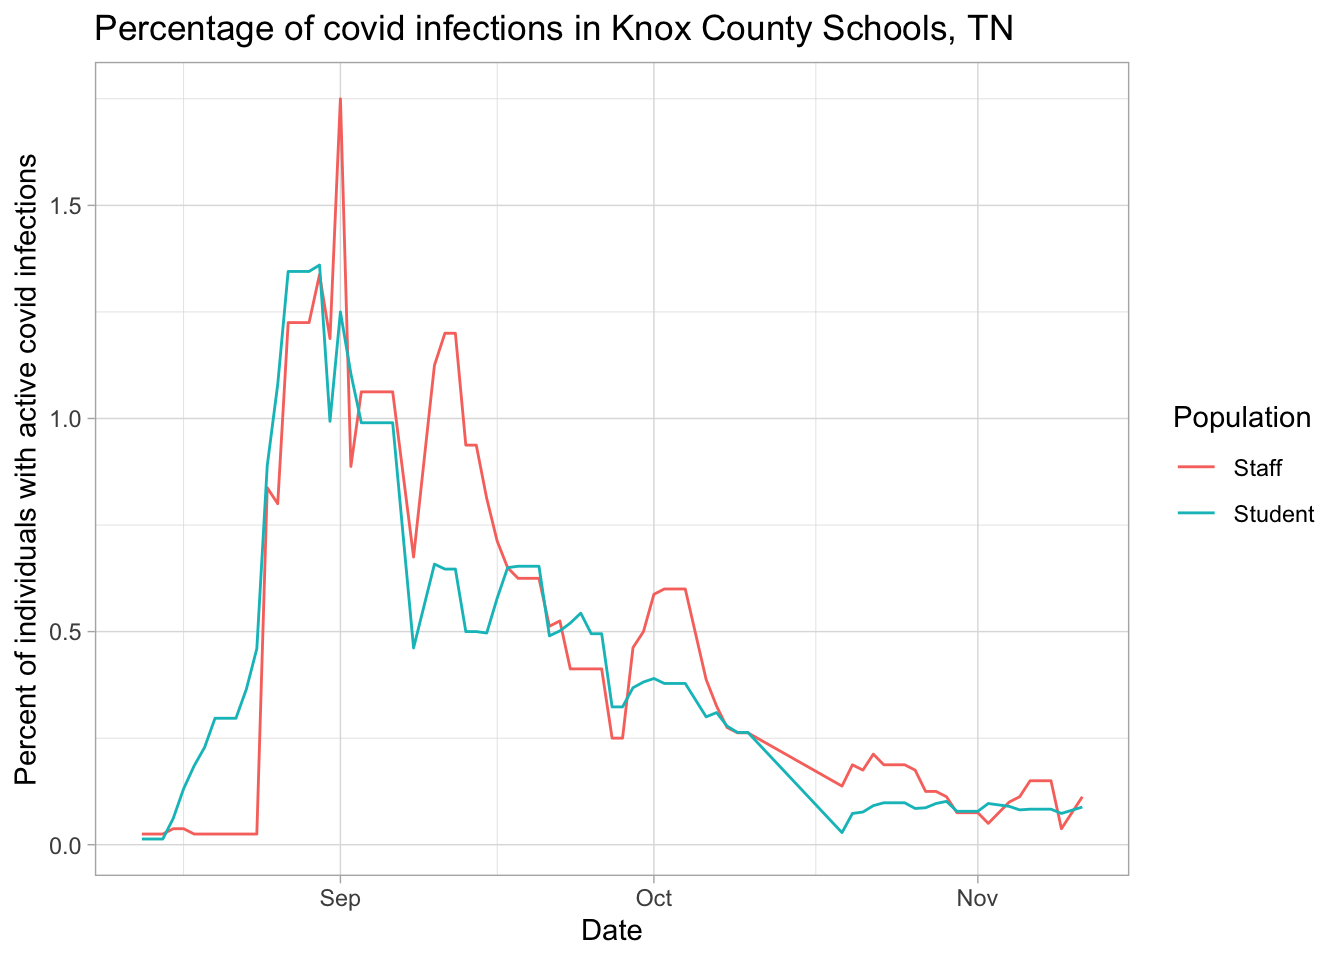 Percentage of covid infections in Knox County Schools, TN
Percent of individuals with active covid infections
1.5
1.0
0.5
0.0
Sep
Oct
Nov
Date
Population
Staff
Student